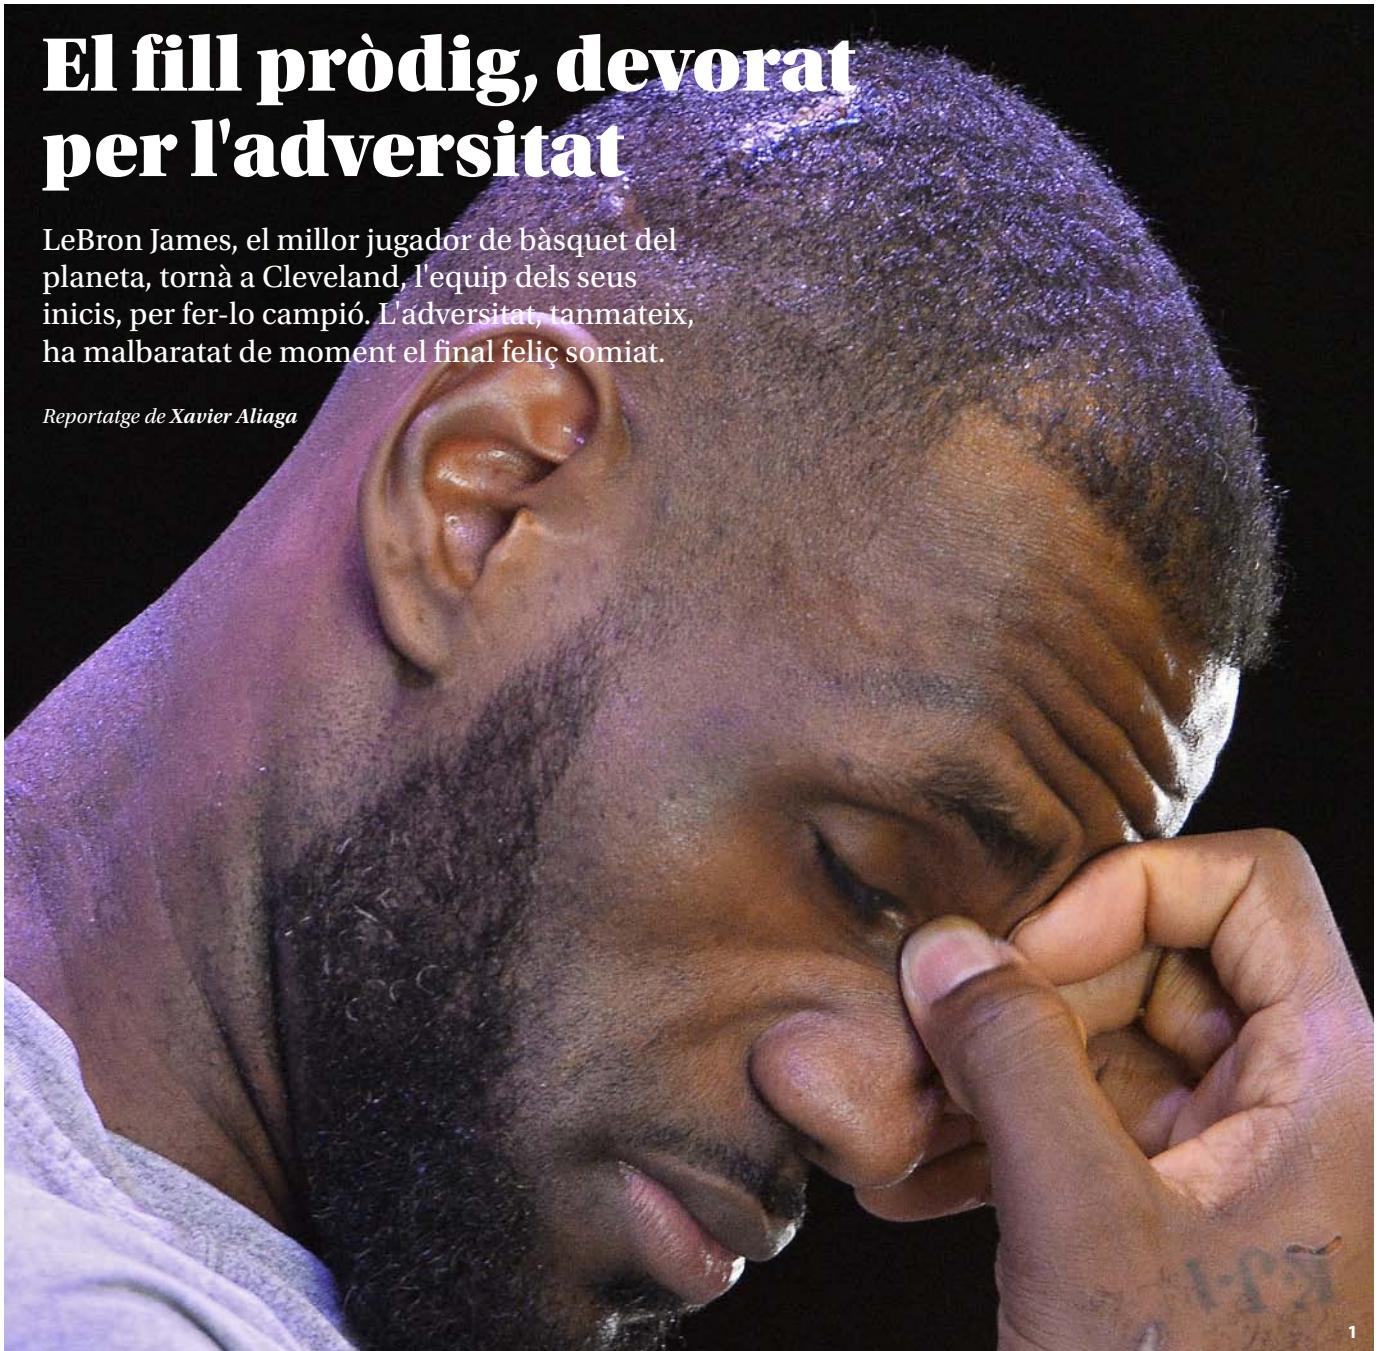 El fill pròdig, devorat
per l'adversitat
LeBron James, el millor jugador de bàsquet del
planeta, tornà a Cleveland, l'equip dels seus
inicis, per fer-lo campió. L'adversitat, tanmateix,
ha malbaratat de moment el final feliç somiat.
Reportatge de Xavier Aliaga
1